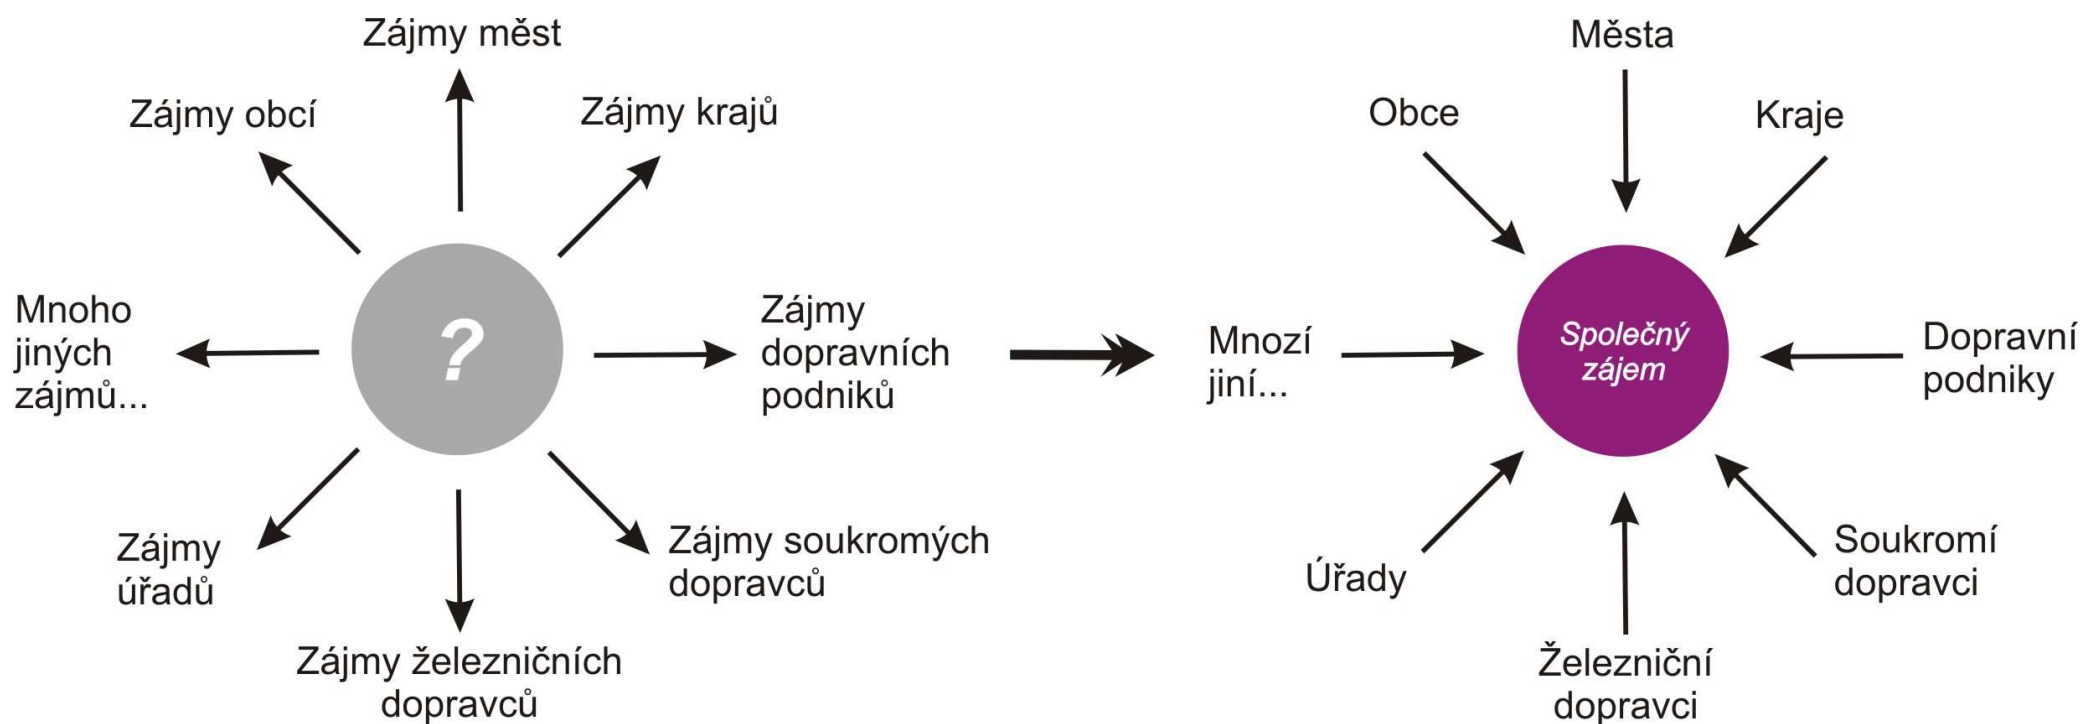 Zájmy měst
Zájmy obcí
Zájmy krajů
Mnoho
jiných
zájmů...
?
Zájmy
dopravních
podniků
Zájmy
úřadů
Zájmy soukromých
dopravců
Zájmy železničních
dopravců
Města
Obce
Kraje
Mnozí
jiní...
Společný
zájem
Dopravní
podniky
Úřady
Soukromí
dopravci
Železniční
dopravci